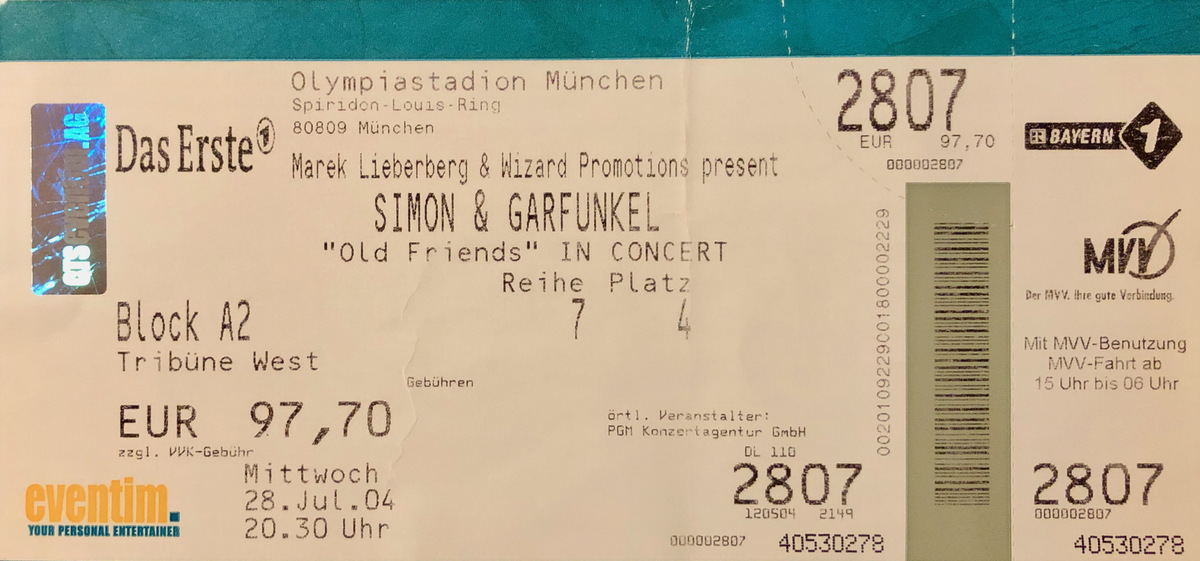 Olympiastadion München
Spiridon-Louis-Ring
80809 München
Das Erste 1
Marek Lieberberg & Wizard Promotions present
SIMON & GARFUNKEL
"Old Friends" IN CONCERT
Reihe Platz
7 4
Block A2
Tribüne West
Gebühren
EUR 97,70
zzgl. VVK-Gebühr
Mittwoch
28.Jul.04
20.30 Uhr
eventim.
YOUR PERSONAL ENTERTAINER
örtl. Veranstalter:
PGM Konzertagentur GmbH
DL 110
2807
120504 2149
000002807 40530278
2807
EUR 97,70
000002807
002010922900180000002229
BAYERN 1
MVV
Der MVV. Ihre gute Verbindung.
Mit MVV-Benutzung
MVV-Fahrt ab
15 Uhr bis 06 Uhr
2807
000002807
40530278